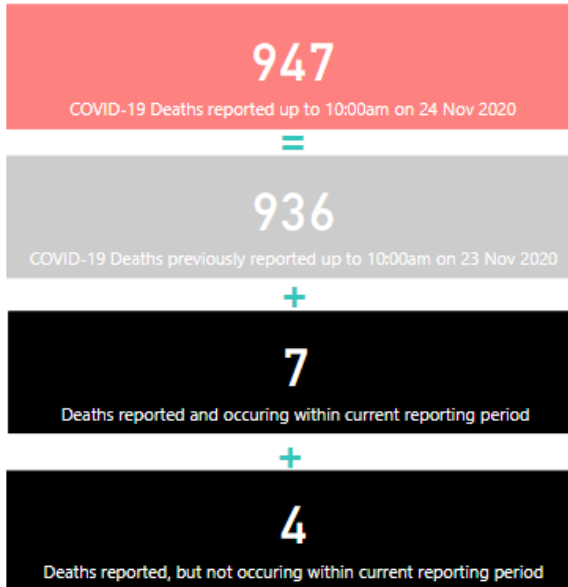 947
COVID-19 Deaths reported up to 10:00am on 24 Nov 2020
=
936
COVID-19 Deaths previously reported up to 10:00am on 23 Nov 2020
+
7
Deaths reported and occuring within current reporting period
+
4
Deaths reported, but not occuring within current reporting period